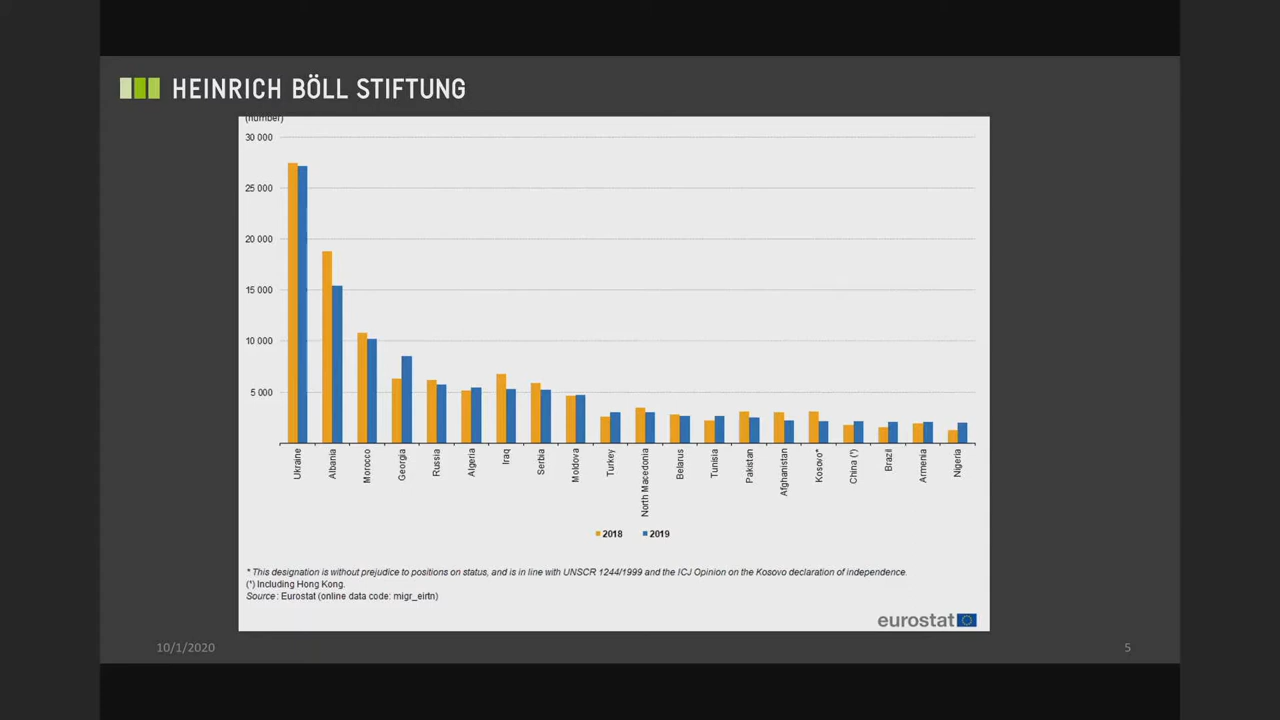 HEINRICH BÖLL STIFTUNG
(number)
30 000
25 000
20 000
15 000
10 000
5 000
Ukraine
Albania
Morocco
Georgia
Russia
Algeria
Iraq
Serbia
Moldova
Turkey
North Macedonia
Belarus
Tunisia
Pakistan
Afghanistan
Kosovo*
China (¹)
Brazil
Armenia
Nigeria
2018 2019
* This designation is without prejudice to positions on status, and is in line with UNSCR 1244/1999 and the ICJ Opinion on the Kosovo declaration of independence.
(¹) Including Hong Kong.
Source: Eurostat (online data code: migr_eirtn)
eurostat
10/1/2020
5